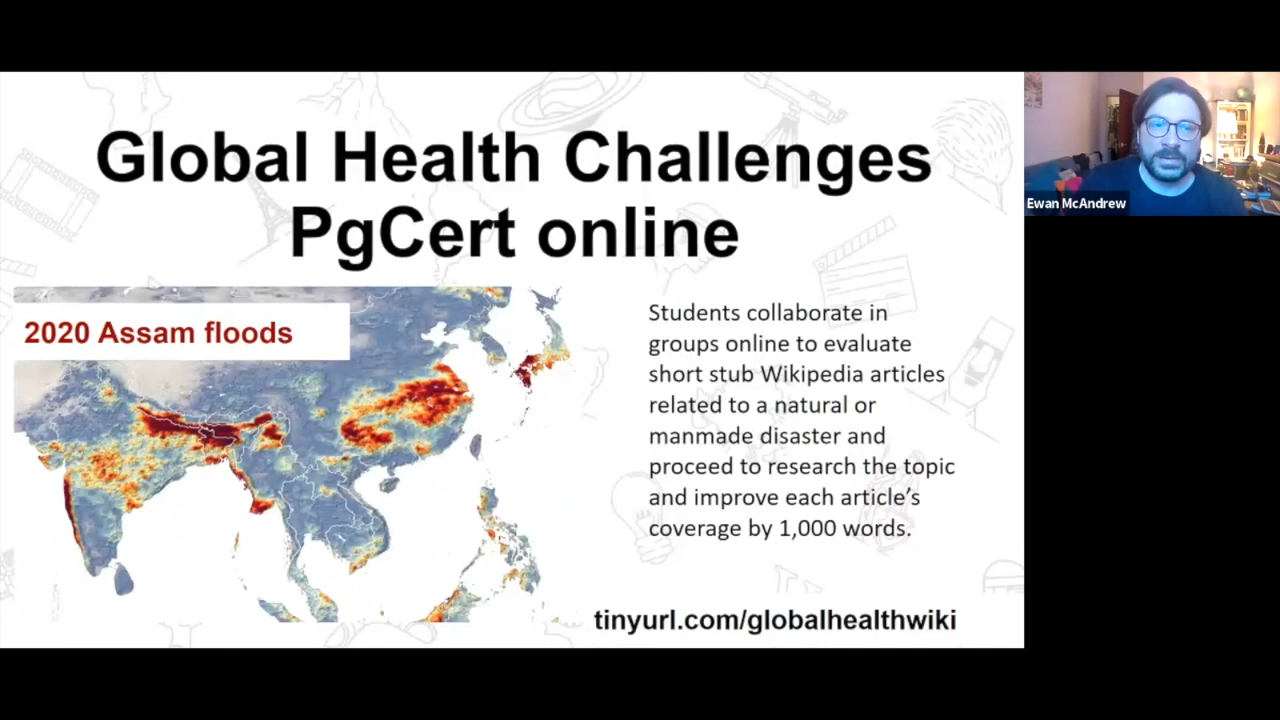 Global Health Challenges
PgCert online
2020 Assam floods
Students collaborate in
groups online to evaluate
short stub Wikipedia articles
related to a natural or
manmade disaster and
proceed to research the topic
and improve each article’s
coverage by 1,000 words.
tinyurl.com/globalhealthwiki
Ewan McAndrew